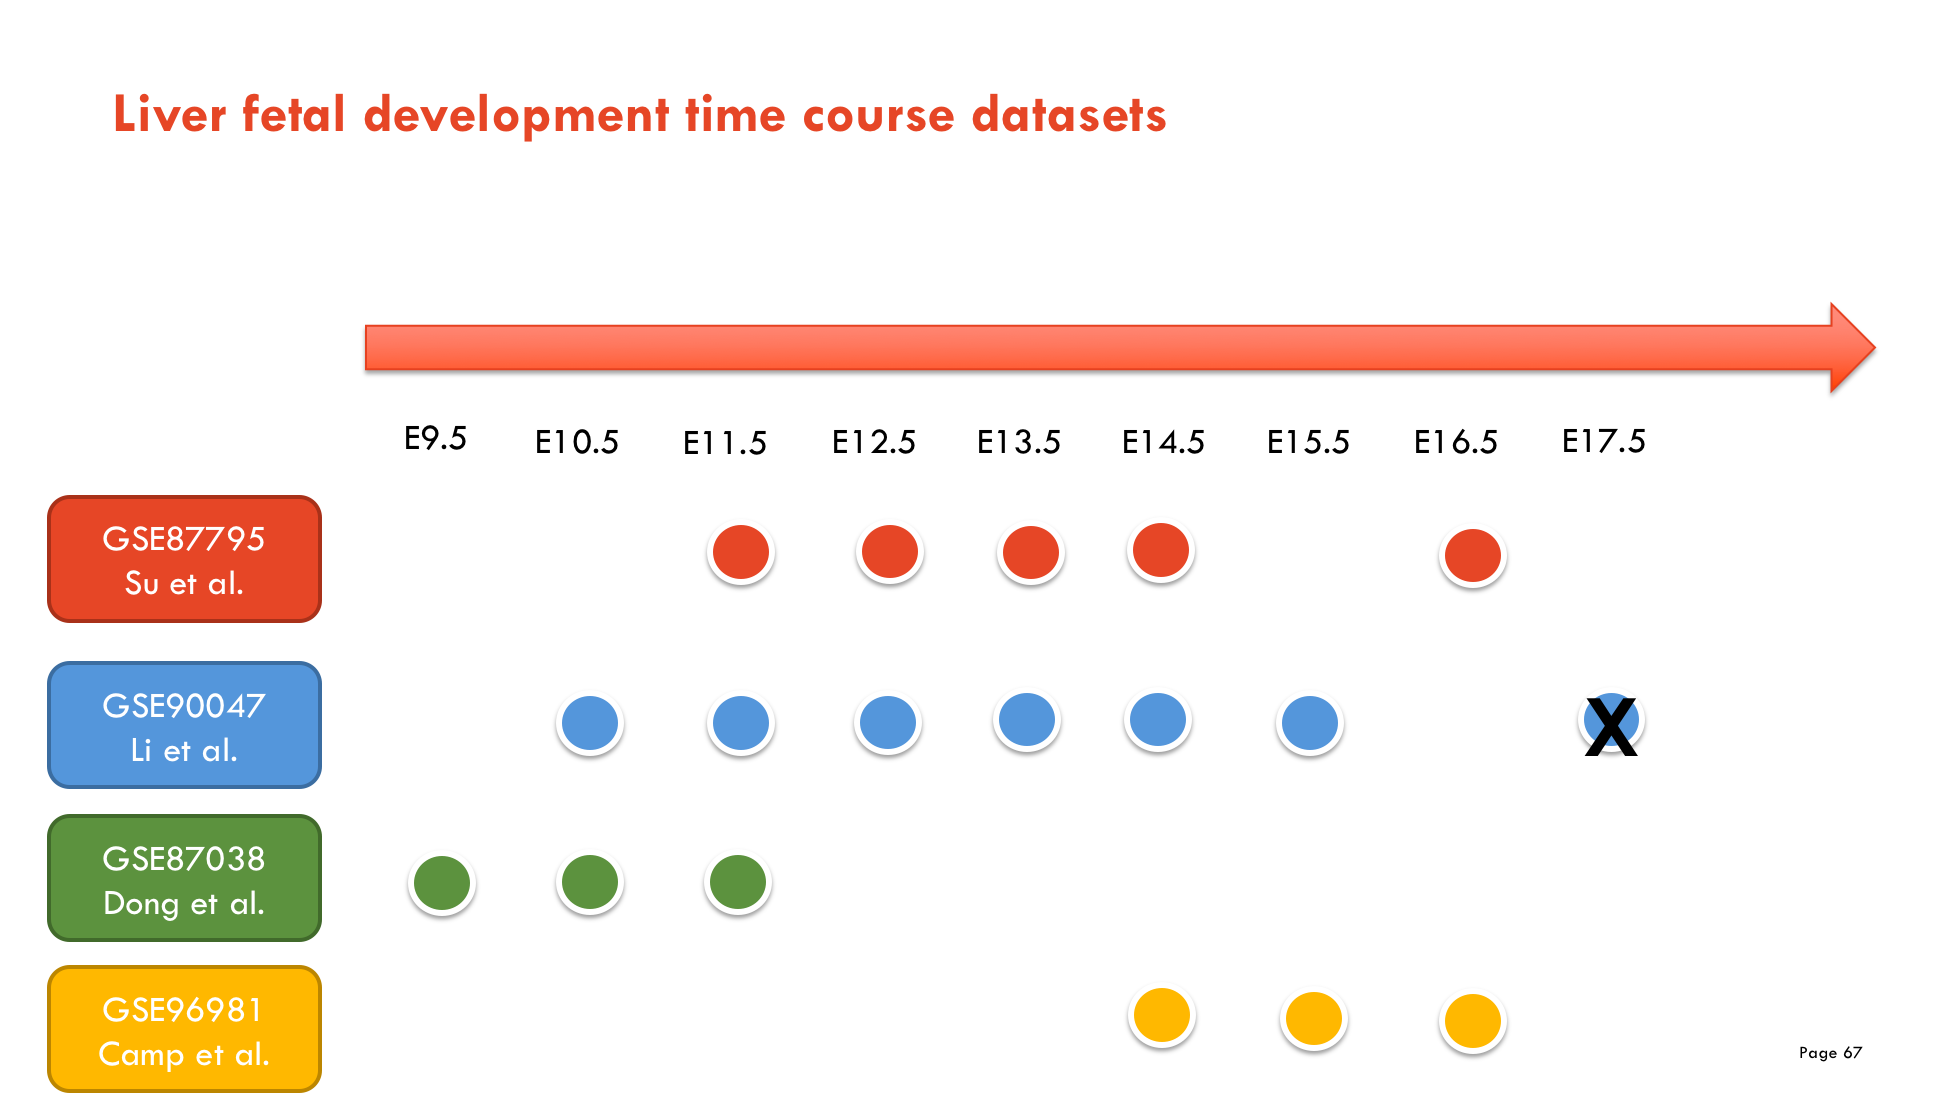 Liver fetal development time course datasets
E9.5 E10.5 E11.5 E12.5 E13.5 E14.5 E15.5 E16.5 E17.5
GSE87795
Su et al.
GSE90047
Li et al.
X
GSE87038
Dong et al.
GSE96981
Camp et al.
Page 67